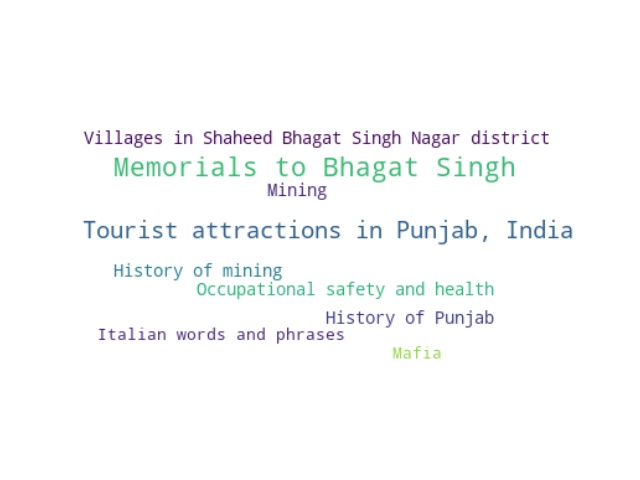 Villages in Shaheed Bhagat Singh Nagar district
Memorials to Bhagat Singh
Mining
Tourist attractions in Punjab, India
History of mining
Occupational safety and health
History of Punjab
Italian words and phrases
Mafia